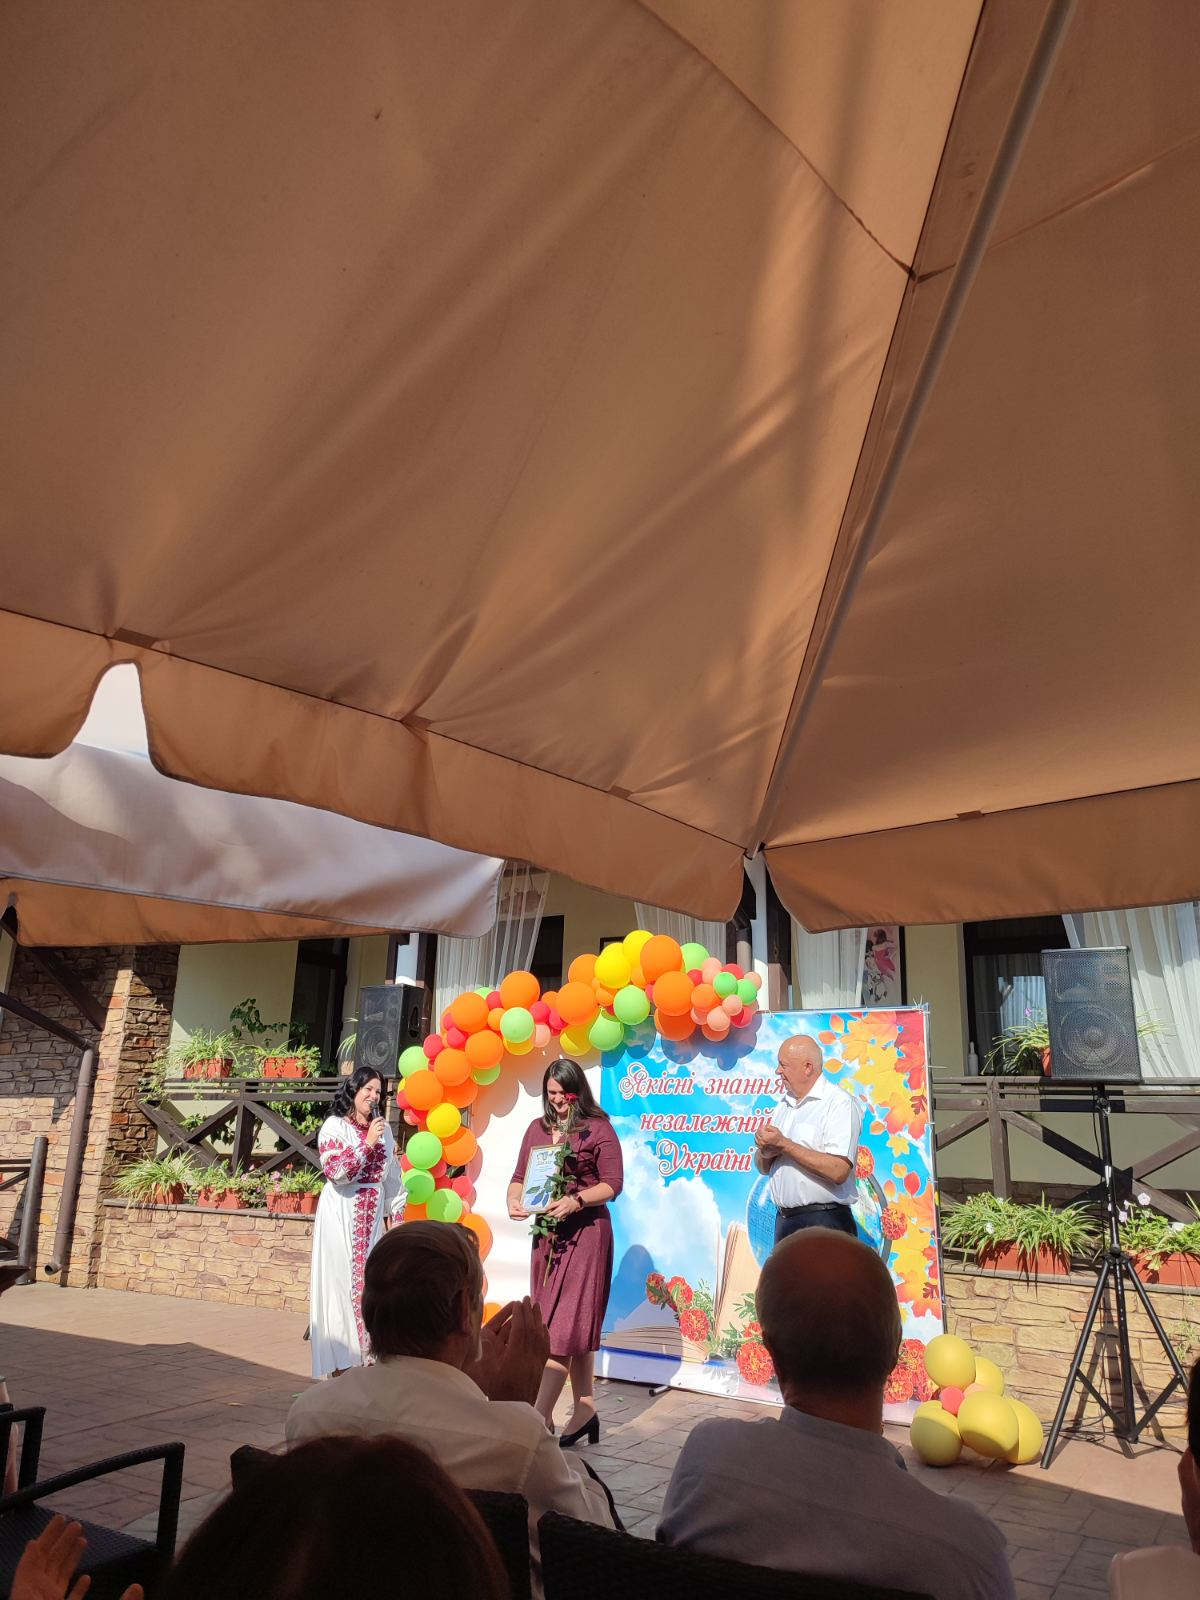 Якісні знання
незалежній
Україні